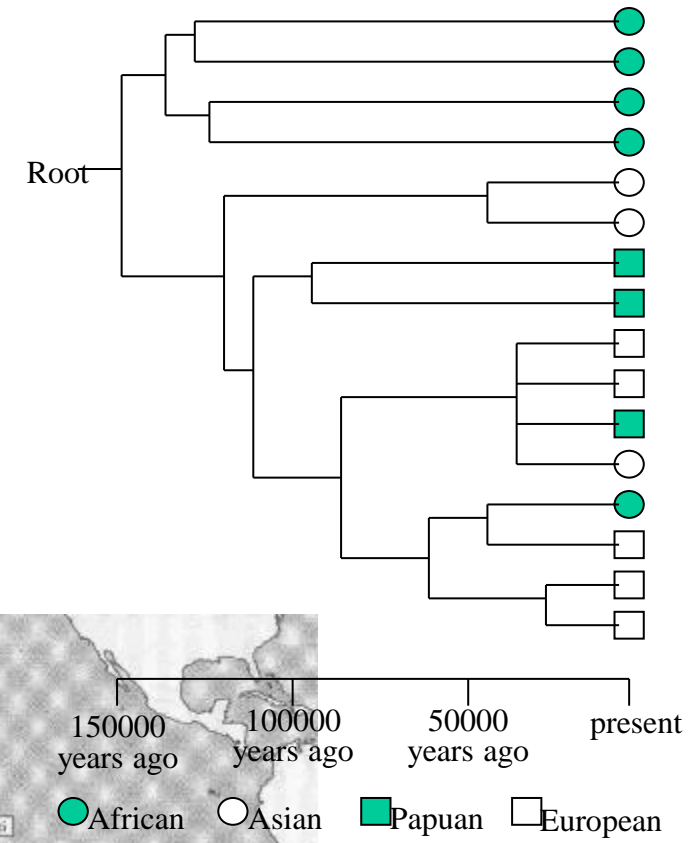 Root
150000
years ago
100000
years ago
50000
years ago
present
African
Asian
Papuan
European